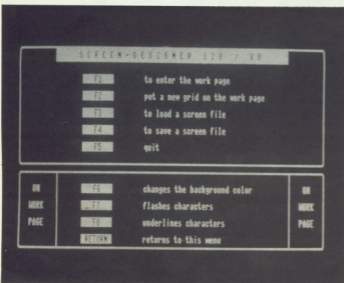 SCREEN-DESIGNER 128 / 80
F1 to enter the work page
F2 put a new grid on the work page
F3 to load a screen file
F4 to save a screen file
F5 quit
ON WORK PAGE
F6 changes the background color
F7 flashes characters
F8 underlines characters
RETURN returns to this menu
ON WORK PAGE